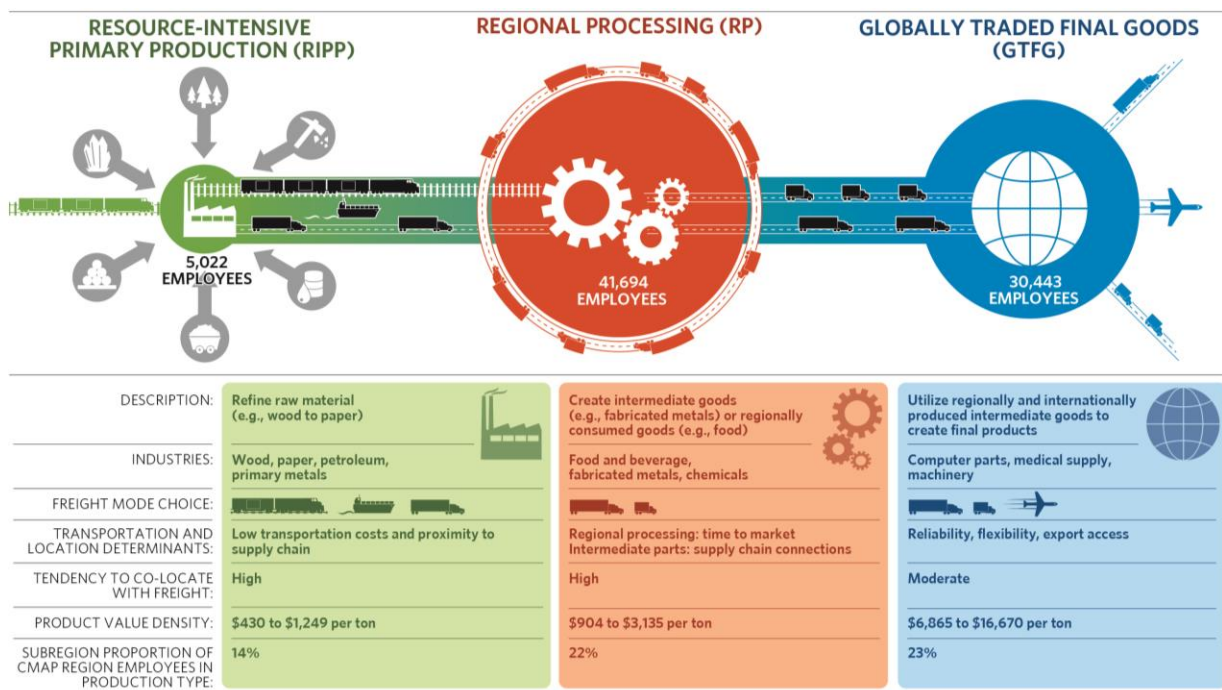 RESOURCE-INTENSIVE
PRIMARY PRODUCTION (RIPP)
REGIONAL PROCESSING (RP)
GLOBALLY TRADED FINAL GOODS
(GTFG)
5,022
EMPLOYEES
41,694
EMPLOYEES
30,443
EMPLOYEES
DESCRIPTION:
Refine raw material
(e.g., wood to paper)
Create intermediate goods
(e.g., fabricated metals) or regionally
consumed goods (e.g., food)
Utilize regionally and internationally
produced intermediate goods to
create final products
INDUSTRIES:
Wood, paper, petroleum,
primary metals
Food and beverage,
fabricated metals, chemicals
Computer parts, medical supply,
machinery
FREIGHT MODE CHOICE:
TRANSPORTATION AND
LOCATION DETERMINANTS:
Low transportation costs and proximity to
supply chain
Regional processing: time to market
Intermediate parts: supply chain connections
Reliability, flexibility, export access
TENDENCY TO CO-LOCATE
WITH FREIGHT:
High
High
Moderate
PRODUCT VALUE DENSITY:
$430 to $1,249 per ton
$904 to $3,135 per ton
$6,865 to $16,670 per ton
SUBREGION PROPORTION OF
CMAP REGION EMPLOYEES IN
PRODUCTION TYPE:
14%
22%
23%